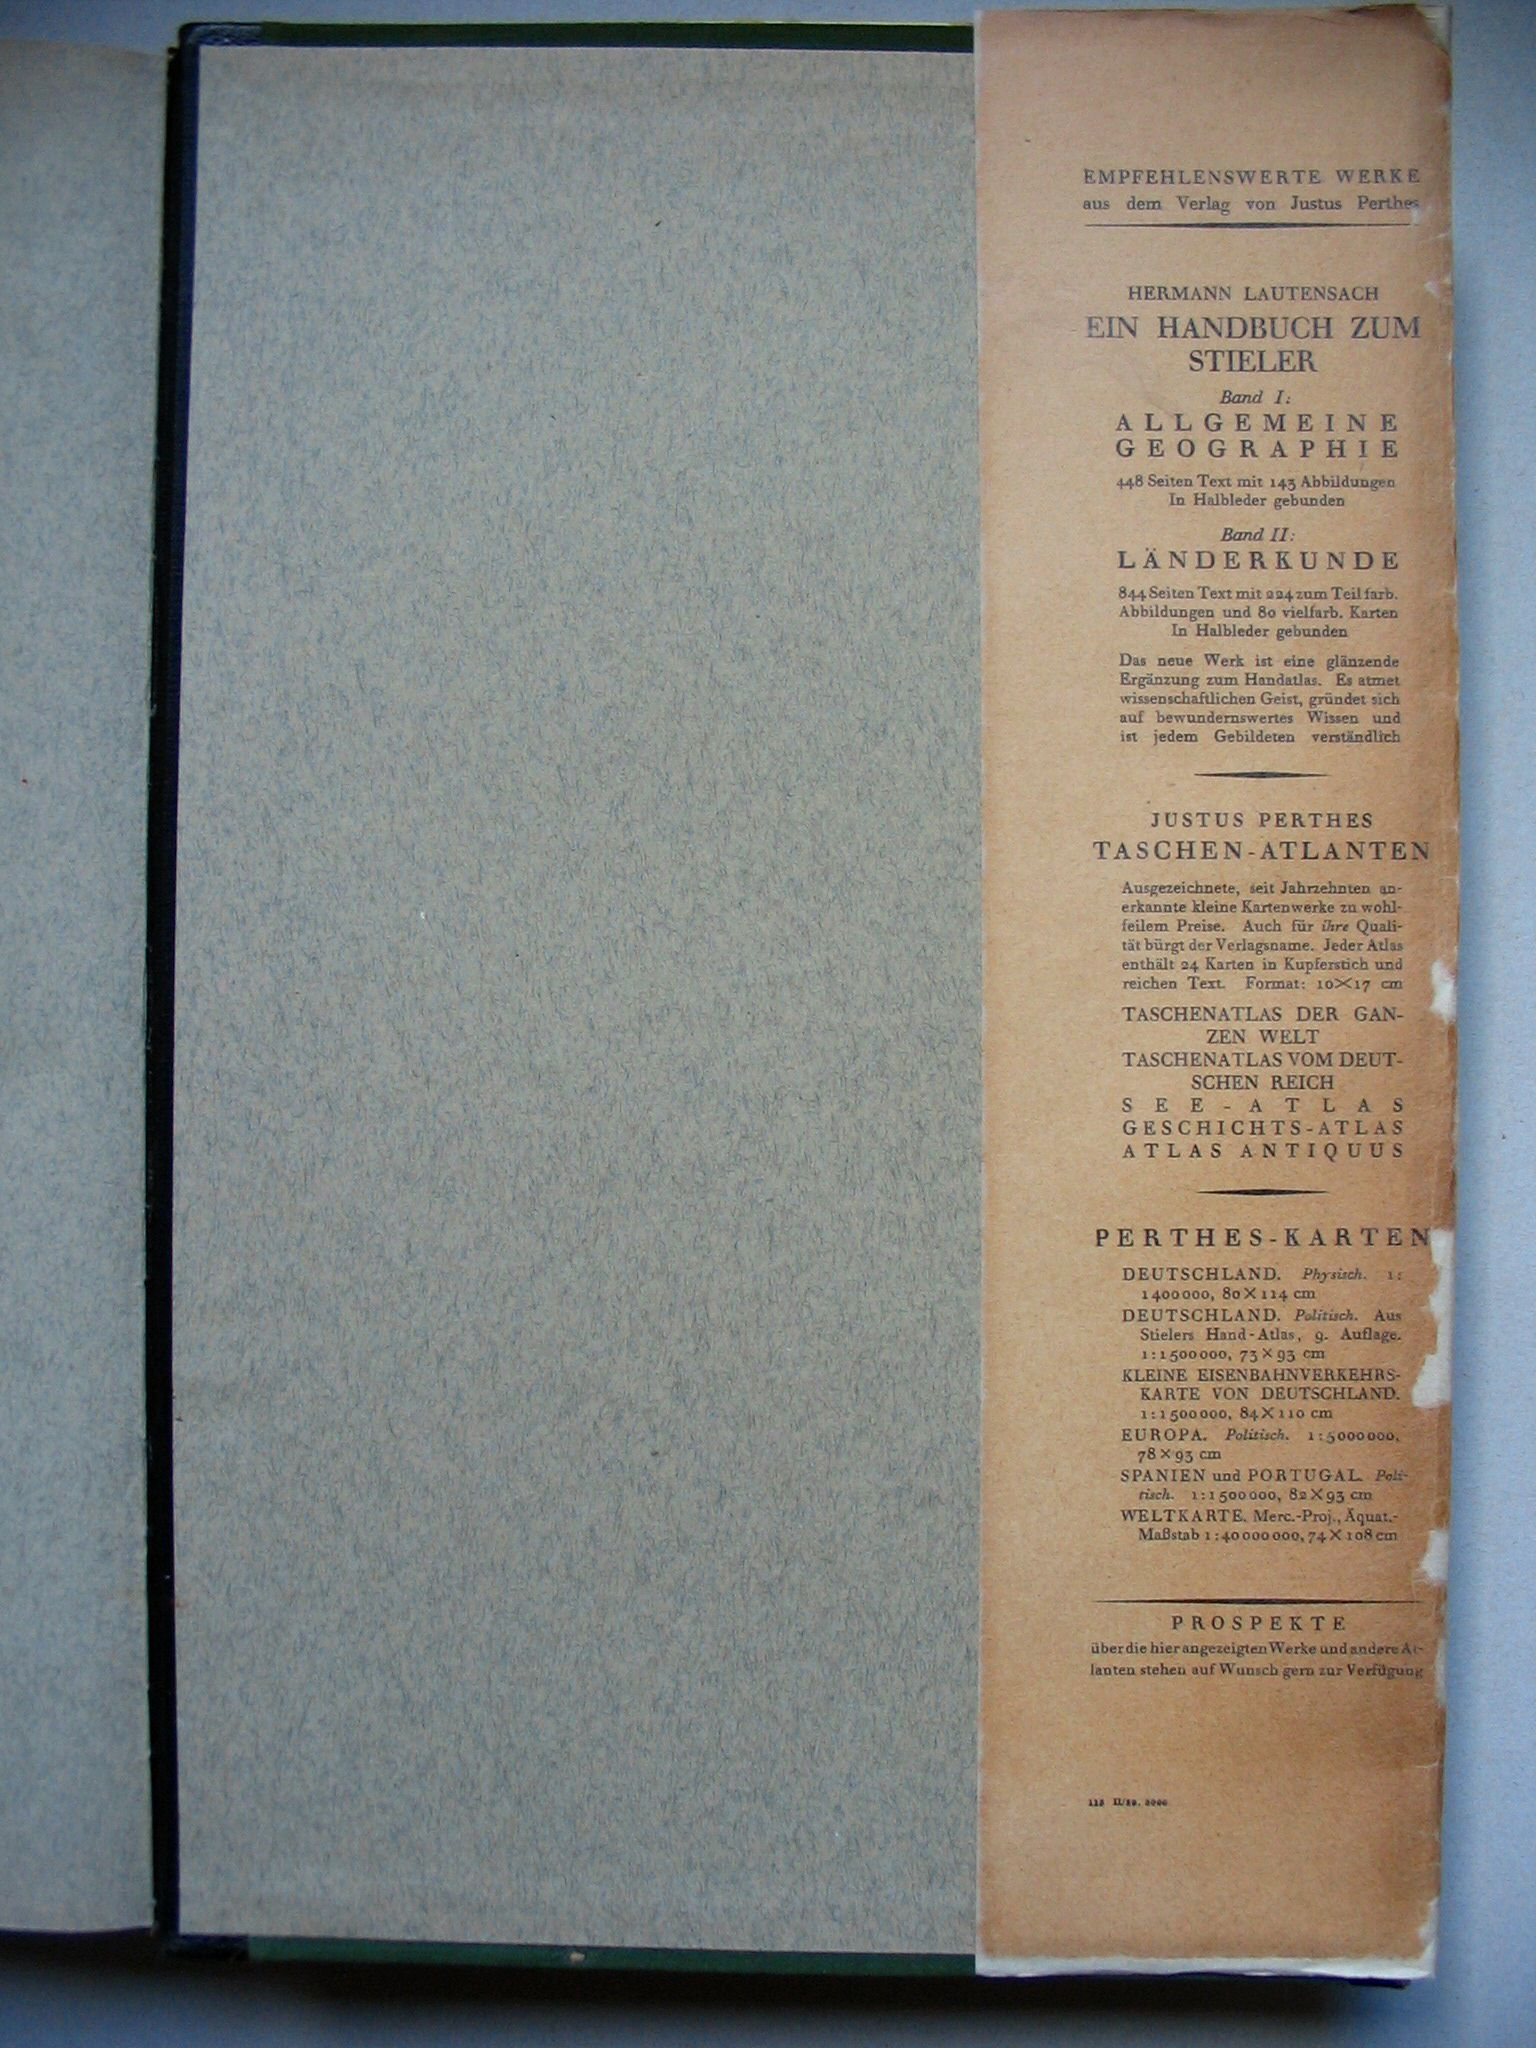 EMPFEHLENSWERTE WERKE
aus dem Verlag von Justus Perthes
HERMANN LAUTENSACH
EIN HANDBUCH ZUM
STIELER
Band I:
ALLGEMEINE
GEOGRAPHIE
448 Seiten Text mit 143 Abbildungen
In Halbleder gebunden
Band II:
LÄNDERKUNDE
844 Seiten Text mit 224 zum Teil farb.
Abbildungen und 80 vielfarb. Karten
In Halbleder gebunden
Das neue Werk ist eine glänzende
Ergänzung zum Handatlas. Es atmet
wissenschaftlichen Geist, gründet sich
auf bewundernswertes Wissen und
ist jedem Gebildeten verständlich
JUSTUS PERTHES
TASCHEN-ATLANTEN
Ausgezeichnete, seit Jahrzehnten an-
erkannte kleine Kartenwerke zu wohl-
feilem Preise. Auch für ihre Quali-
tät bürgt der Verlagsname. Jeder Atlas
enthält 24 Karten in Kupferstich und
reichen Text. Format: 10×17 cm
TASCHENATLAS DER GAN-
ZEN WELT
TASCHENATLAS VOM DEUT-
SCHEN REICH
SEE-ATLAS
GESCHICHTS-ATLAS
ATLAS ANTIQUUS
PERTHES-KARTEN
DEUTSCHLAND. Physisch. 1:
1400000, 80×114 cm
DEUTSCHLAND. Politisch. Aus
Stielers Hand-Atlas, 9. Auflage.
1:1500000, 73×93 cm
KLEINE EISENBAHNVERKEHRS-
KARTE VON DEUTSCHLAND.
1:1500000, 84×110 cm
EUROPA. Politisch. 1:5000000,
78×93 cm
SPANIEN und PORTUGAL. Poli-
tisch. 1:1500000, 82×93 cm
WELTKARTE. Merc.-Proj., Äquat.-
Maßstab 1:40000000, 74×108 cm
PROSPEKTE
über die hier angezeigten Werke und andere At-
lanten stehen auf Wunsch gern zur Verfügung